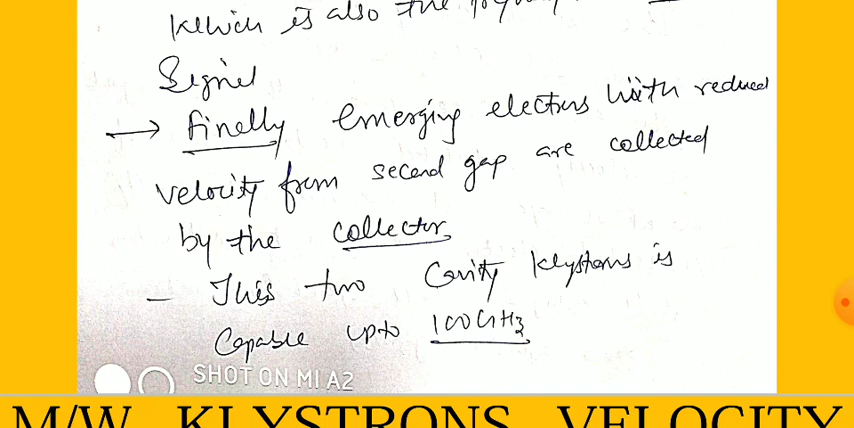 which is also the
Signal
→ Finally emerging electrons with reduced
velocity from second gap are collected
by the collector
- This two Cavity klystrons is
Capable upto 100GHz
SHOT ON MI A2
M/W KLYSTRONS VELOCITY